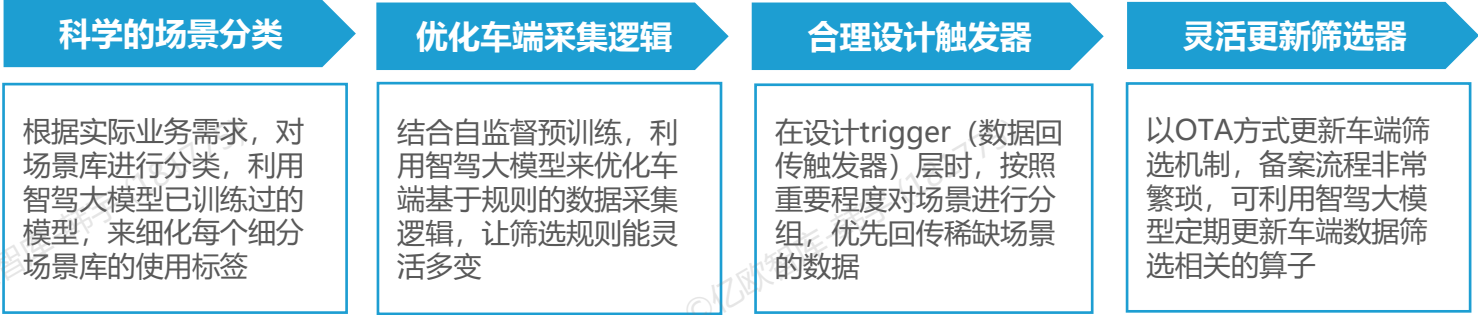 科学的场景分类
根据实际业务需求，对
场景库进行分类，利用
智驾大模型已训练过的
模型，来细化每个细分
场景库的使用标签
优化车端采集逻辑
结合自监督预训练，利
用智驾大模型来优化车
端基于规则的数据采集
逻辑，让筛选规则能灵
活多变
合理设计触发器
在设计trigger（数据回
传触发器）层时，按照
重要程度对场景进行分
组，优先回传稀缺场景
的数据
灵活更新筛选器
以OTA方式更新车端筛
选机制，备案流程非常
繁琐，可利用智驾大模
型定期更新车端数据筛
选相关的算子
©亿欧智库